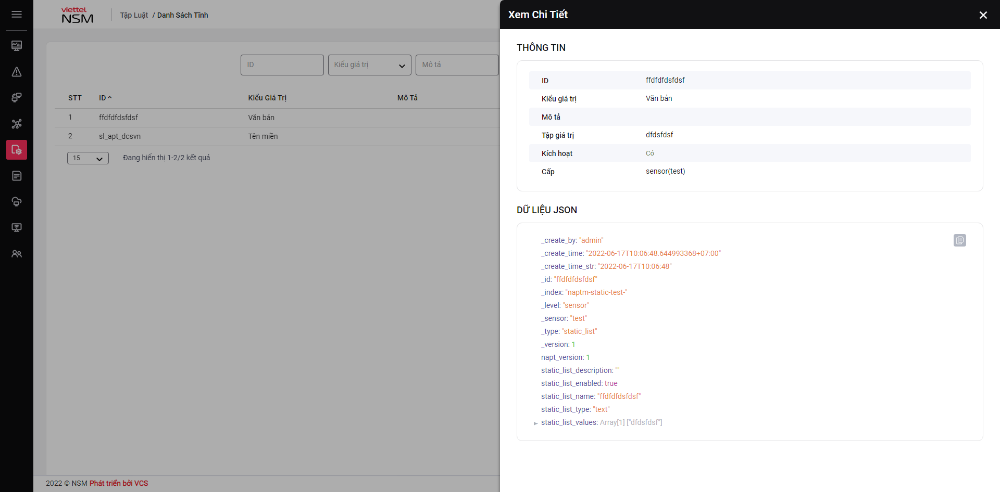 viettel
NSM
Tập Luật / Danh Sách Tĩnh
ID
Kiểu giá trị
Mô tả
STT ID Kiểu Giá Trị Mô Tả
1 ffdfdfdsfdsf Văn bản
2 sl_apt_dcsvn Tên miền
15 Đang hiển thị 1-2/2 kết quả
2022 © NSM Phát triển bởi VCS
Xem Chi Tiết
THÔNG TIN
ID ffdfdfdsfdsf
Kiểu giá trị Văn bản
Mô tả
Tập giá trị dfdsfdsf
Kích hoạt Có
Cấp sensor(test)
DỮ LIỆU JSON
_create_by: "admin"
_create_time: "2022-06-17T10:06:48.644993368+07:00"
_create_time_str: "2022-06-17T10:06:48"
_id: "ffdfdfdsfdsf"
_index: "naptm-static-test-"
_level: "sensor"
_sensor: "test"
_type: "static_list"
_version: 1
napt_version: 1
static_list_description: ""
static_list_enabled: true
static_list_name: "ffdfdfdsfdsf"
static_list_type: "text"
static_list_values: Array[1] ["dfdsfdsf"]